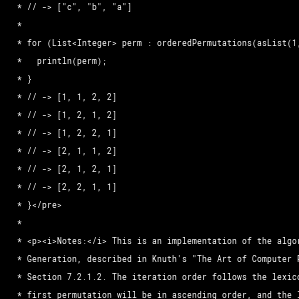 * // -> ["c", "b", "a"]
*
* for (List<Integer> perm : orderedPermutations(asList(1,
*   println(perm);
* }
* // -> [1, 1, 2, 2]
* // -> [1, 2, 1, 2]
* // -> [1, 2, 2, 1]
* // -> [2, 1, 1, 2]
* // -> [2, 1, 2, 1]
* // -> [2, 2, 1, 1]
* }</pre>
*
* <p><i>Notes:</i> This is an implementation of the algo
* Generation, described in Knuth's "The Art of Computer
* Section 7.2.1.2. The iteration order follows the lexico
* first permutation will be in ascending order, and the